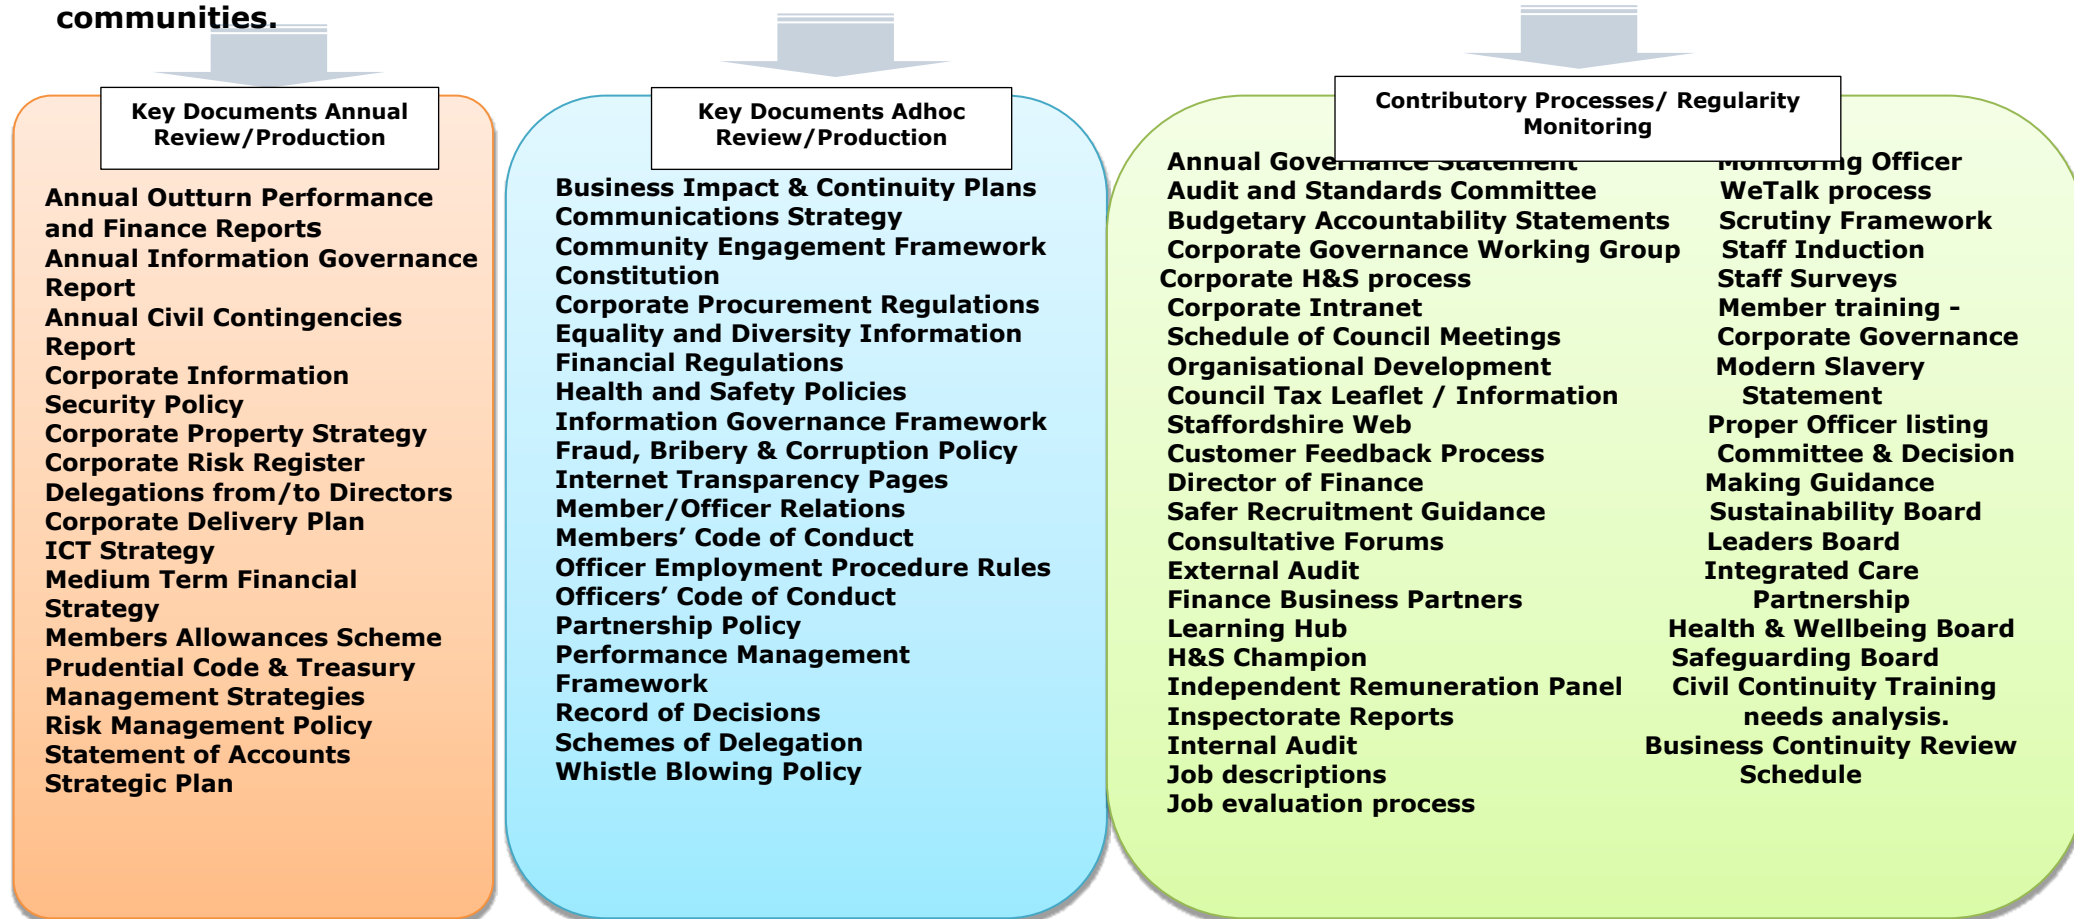 communities.
Key Documents Annual
Review/Production
Annual Outturn Performance
and Finance Reports
Annual Information Governance
Report
Annual Civil Contingencies
Report
Corporate Information
Security Policy
Corporate Property Strategy
Corporate Risk Register
Delegations from/to Directors
Corporate Delivery Plan
ICT Strategy
Medium Term Financial
Strategy
Members Allowances Scheme
Prudential Code & Treasury
Management Strategies
Risk Management Policy
Statement of Accounts
Strategic Plan
Key Documents Adhoc
Review/Production
Business Impact & Continuity Plans
Communications Strategy
Community Engagement Framework
Constitution
Corporate Procurement Regulations
Equality and Diversity Information
Financial Regulations
Health and Safety Policies
Information Governance Framework
Fraud, Bribery & Corruption Policy
Internet Transparency Pages
Member/Officer Relations
Members’ Code of Conduct
Officer Employment Procedure Rules
Officers’ Code of Conduct
Partnership Policy
Performance Management
Framework
Record of Decisions
Schemes of Delegation
Whistle Blowing Policy
Contributory Processes/ Regularity
Monitoring
Annual Governance Statement
Audit and Standards Committee
Budgetary Accountability Statements
Corporate Governance Working Group
Corporate H&S process
Corporate Intranet
Schedule of Council Meetings
Organisational Development
Council Tax Leaflet / Information
Staffordshire Web
Customer Feedback Process
Director of Finance
Safer Recruitment Guidance
Consultative Forums
External Audit
Finance Business Partners
Learning Hub
H&S Champion
Independent Remuneration Panel
Inspectorate Reports
Internal Audit
Job descriptions
Job evaluation process
Monitoring Officer
WeTalk process
Scrutiny Framework
Staff Induction
Staff Surveys
Member training –
Corporate Governance
Modern Slavery
Statement
Proper Officer listing
Committee & Decision
Making Guidance
Sustainability Board
Leaders Board
Integrated Care
Partnership
Health & Wellbeing Board
Safeguarding Board
Civil Continuity Training
needs analysis.
Business Continuity Review
Schedule